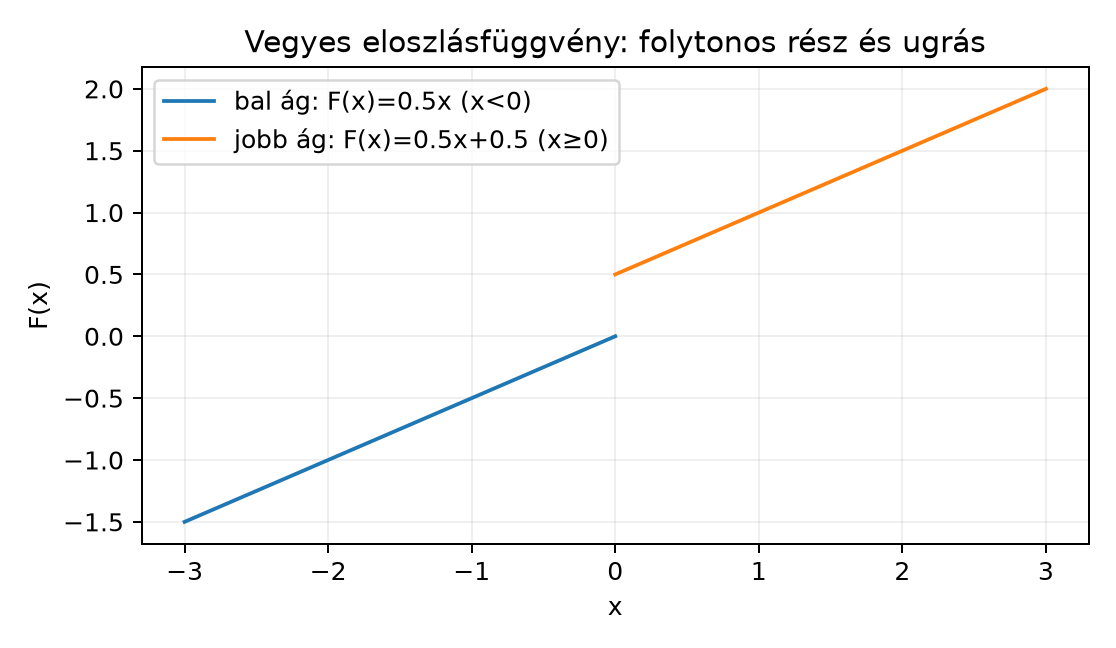 Vegyes eloszlásfüggvény: folytonos rész és ugrás
bal ág: F(x)=0.5x (x<0)
jobb ág: F(x)=0.5x+0.5 (x≥0)
2.0
1.5
1.0
0.5
0.0
−0.5
−1.0
−1.5
F(x)
−3 −2 −1 0 1 2 3
x